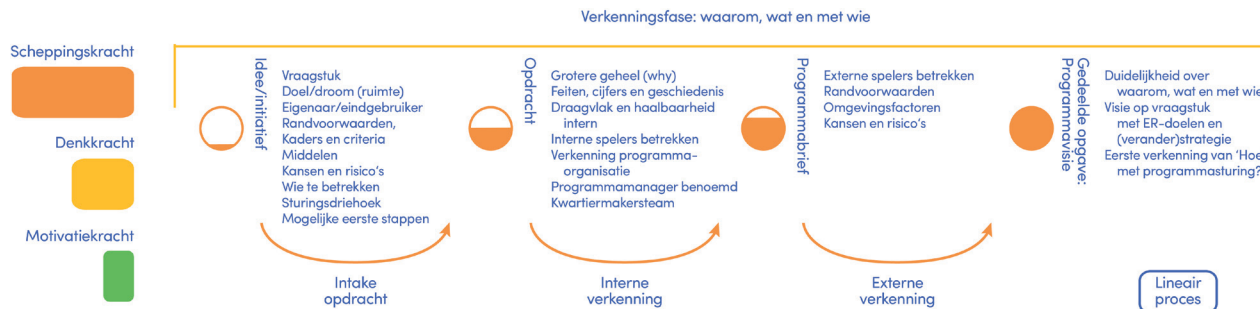 Verkenningsfase: waarom, wat en met wie
Scheppingskracht
Denkkracht
Motivatiekracht
Idee/initiatief
Vraagstuk
Doel/droom (ruimte)
Eigenaar/eindgebruiker
Randvoorwaarden,
Kaders en criteria
Middelen
Kansen en risico's
Wie te betrekken
Sturingsdriehoek
Mogelijke eerste stappen
Intake
opdracht
Opdracht
Grotere geheel (why)
Feiten, cijfers en geschiedenis
Draagvlak en haalbaarheid
intern
Interne spelers betrekken
Verkenning programma-
organisatie
Programmamanager benoemd
Kwartiermakersteam
Interne
verkenning
Programmabrief
Externe spelers betrekken
Randvoorwaarden
Omgevingsfactoren
Kansen en risico's
Externe
verkenning
Gedeelde opgave:
Programmavisie
Duidelijkheid over
waarom, wat en met wie
Visie op vraagstuk
met ER-doelen en
(verander)strategie
Eerste verkenning van 'Hoe
met programmasturing?
Lineair
proces